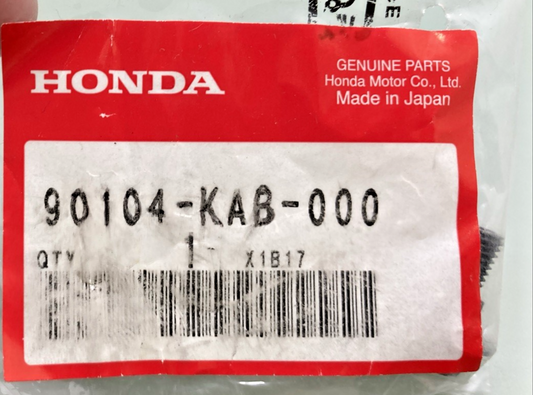 HONDA
GENUINE PARTS
Honda Motor Co., Ltd.
Made in Japan
90104-KAB-000
QTY 1 X1B17